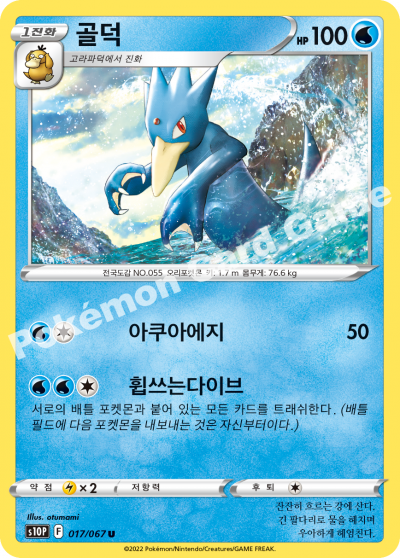 1진화
골덕
HP 100
고라파덕에서 진화
전국도감 NO.055 오리포켓몬 키: 1.7 m 몸무게: 76.6 kg
Pokémon Card Game
아쿠아에지 50
휩쓰는다이브
서로의 배틀 포켓몬과 붙어 있는 모든 카드를 트래쉬한다. (배틀
필드에 다음 포켓몬을 내보내는 것은 자신부터이다.)
약점 ×2 저항력 후퇴
Illus. otumami
s10P F 017/067 U
잔잔히 흐르는 강에 산다.
긴 팔다리로 물을 헤치며
우아하게 헤엄친다.
©2022 Pokémon/Nintendo/Creatures/GAME FREAK.